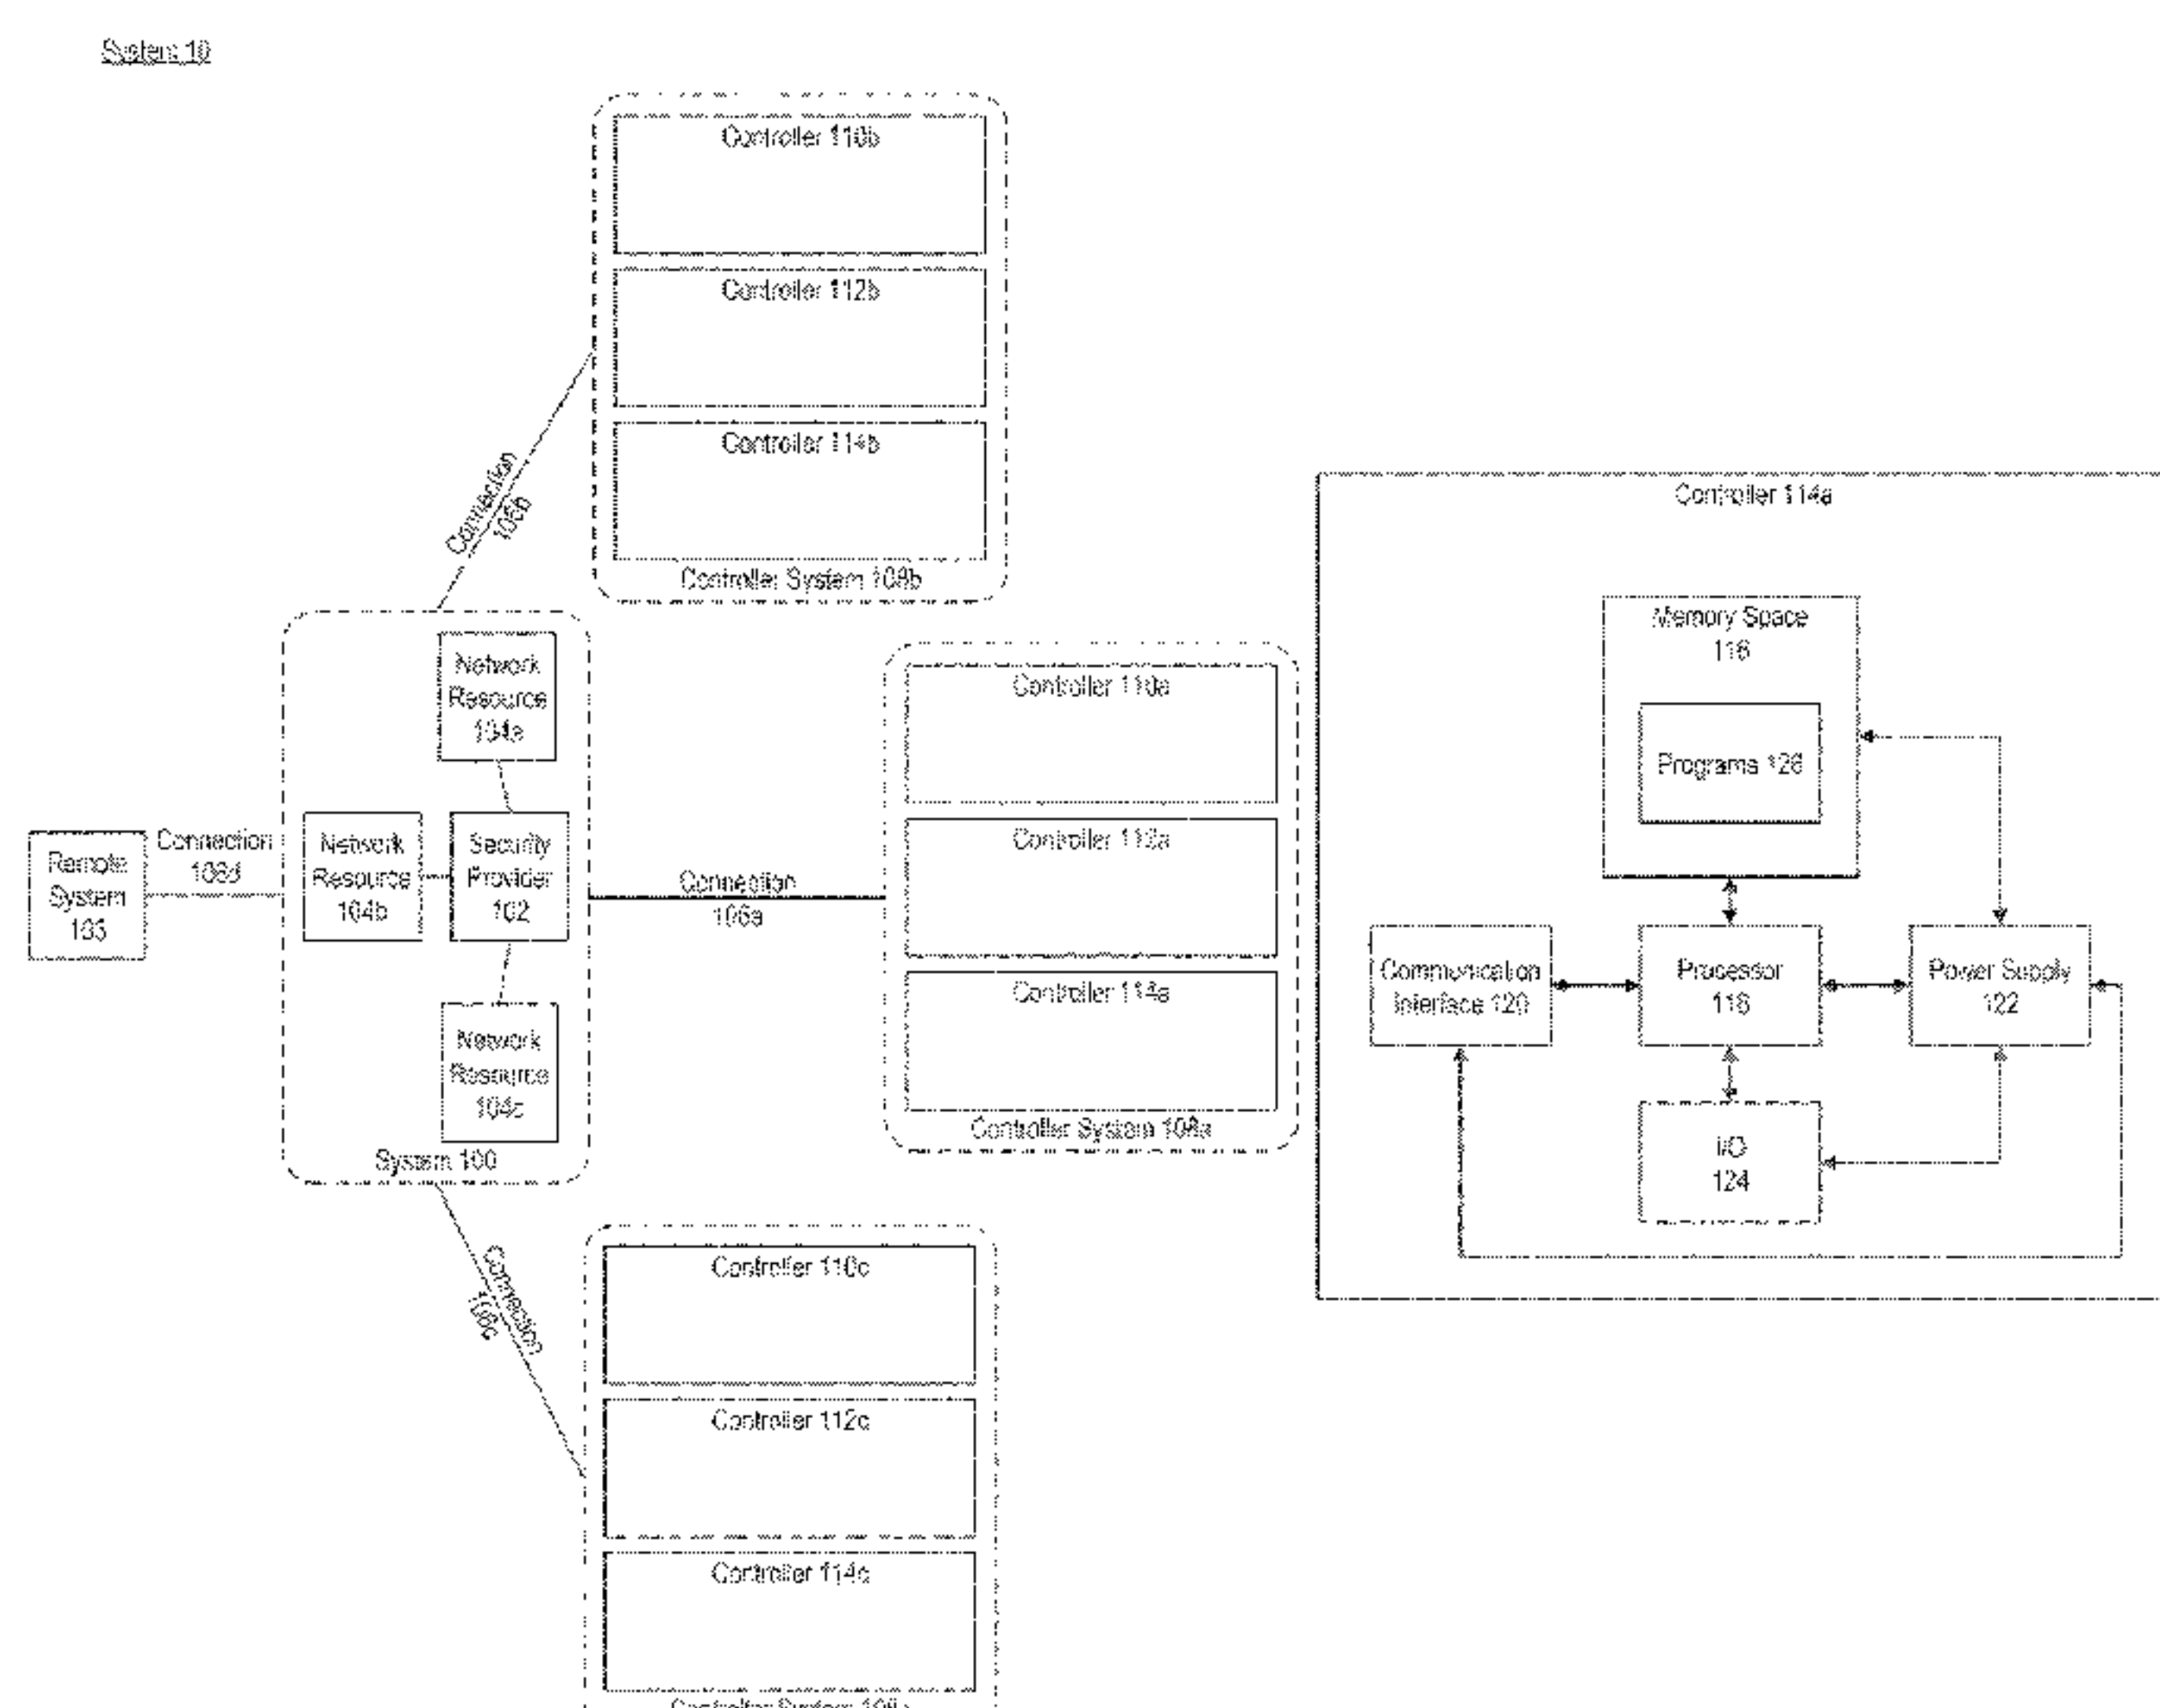 System 10
Controller 110b
Controller 112b
Controller 114b
Controller System 108b
Connection
106b
Controller 114a
Memory Space
116
Programs 126
Communication
Interface 120
Processor
118
Power Supply
122
I/O
124
Network
Resource
104a
Network
Resource
104b
Security
Provider
102
Network
Resource
104c
System 100
Remote
System
Connection
106d
Connection
106a
Controller 110a
Controller 112a
Controller 114a
Controller System 108a
Connection
106c
Controller 110c
Controller 112c
Controller 114c
Controller System